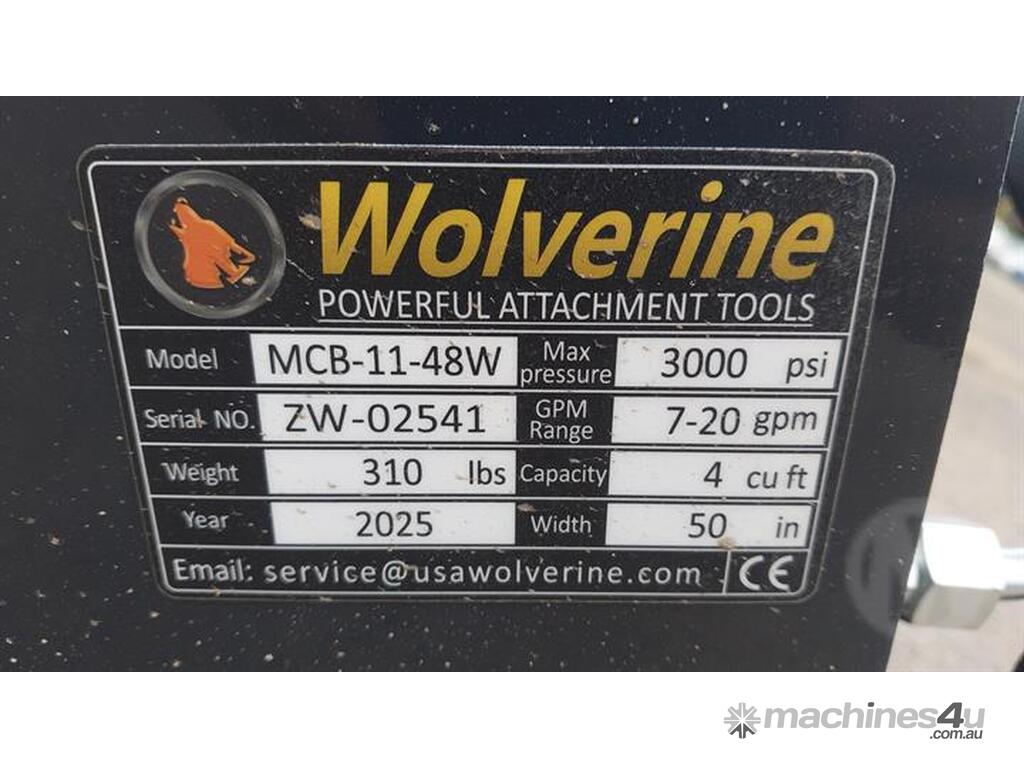 Wolverine
POWERFUL ATTACHMENT TOOLS
Model MCB-11-48W Max pressure 3000 psi
Serial NO. ZW-02541 GPM Range 7-20 gpm
Weight 310 lbs Capacity 4 cu ft
Year 2025 Width 50 in
Email: service@usawolverine.com CE
machines4u
.com.au